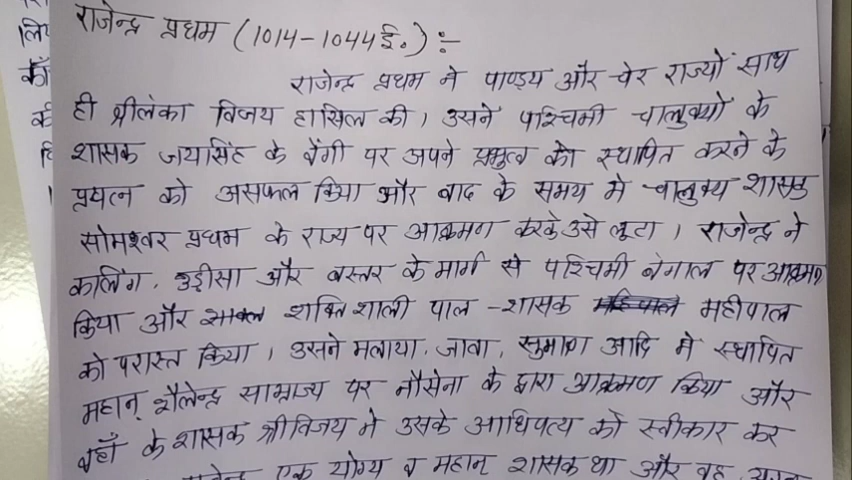 राजेन्द्र प्रथम (1014-1044ई०) :-
राजेन्द्र प्रथम ने पाण्ड्य और चेर राज्यों साथ
ही श्रीलंका विजय हासिल की, उसने पश्चिमी चालुक्यो के
शासक जयासिंह के वेंगी पर अपने प्रभुत्व को स्थापित करने के
प्रयत्न को असफल किया और बाद के समय मे चालुक्य शासक
सोमश्वर प्रथम के राज्य पर आक्रमण करके उसे लूटा, राजेन्द्र ने
कलिंग, उड़ीसा और बस्तर के मार्ग से पश्चिमी बंगाल पर आक्रमण
किया और शक्तिशाली पाल -शासक महीपाल
को परास्त किया, उसने मलाया, जावा, सुमात्रा आदि मे स्थापित
महान् शैलेन्द्र साम्राज्य पर नौसेना के द्वारा आक्रमण किया और
वहाँ के शासक श्रीविजय ने उसके आधिपत्य को स्वीकार कर
एक योग्य व महान् शासक था और वह